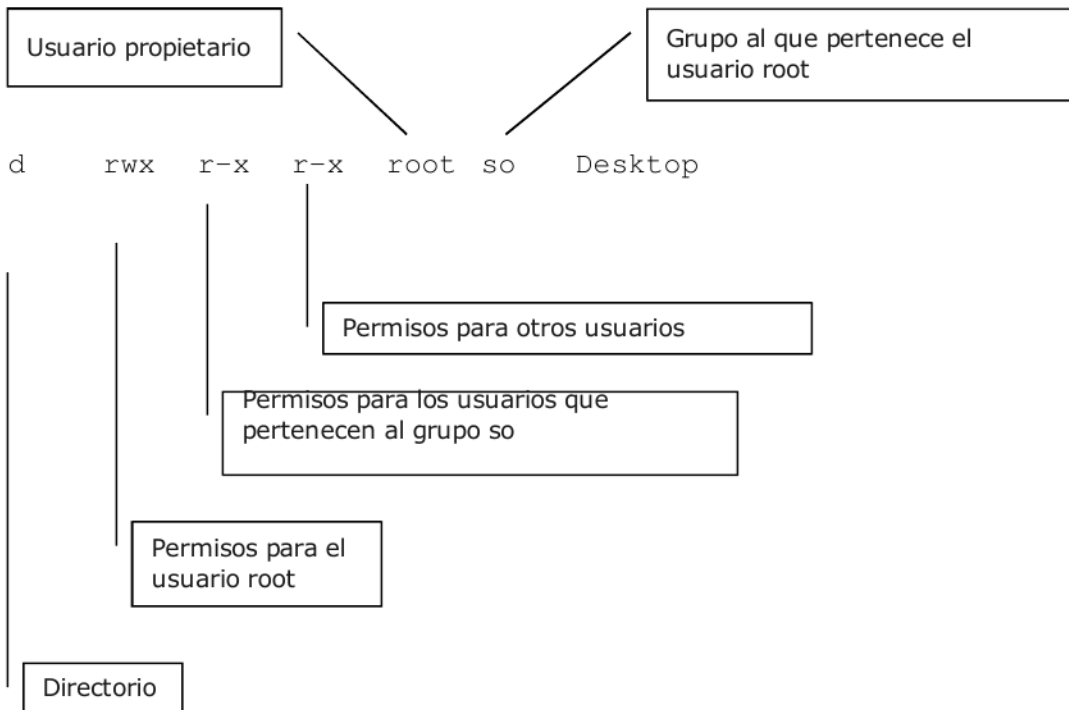 Usuario propietario
Grupo al que pertenece el
usuario root
d rwx r-x r-x root so Desktop
Permisos para otros usuarios
Permisos para los usuarios que
pertenecen al grupo so
Permisos para el
usuario root
Directorio